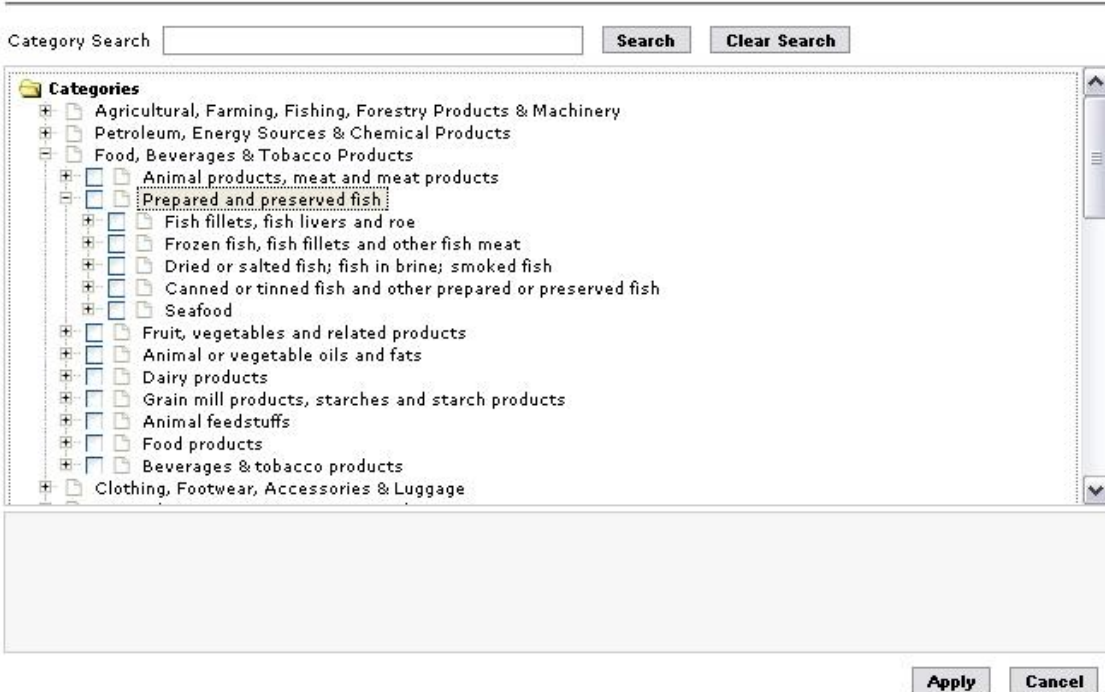 Category Search Search Clear Search
Categories
Agricultural, Farming, Fishing, Forestry Products & Machinery
Petroleum, Energy Sources & Chemical Products
Food, Beverages & Tobacco Products
Animal products, meat and meat products
Prepared and preserved fish
Fish fillets, fish livers and roe
Frozen fish, fish fillets and other fish meat
Dried or salted fish; fish in brine; smoked fish
Canned or tinned fish and other prepared or preserved fish
Seafood
Fruit, vegetables and related products
Animal or vegetable oils and fats
Dairy products
Grain mill products, starches and starch products
Animal feedstuffs
Food products
Beverages & tobacco products
Clothing, Footwear, Accessories & Luggage
Apply Cancel